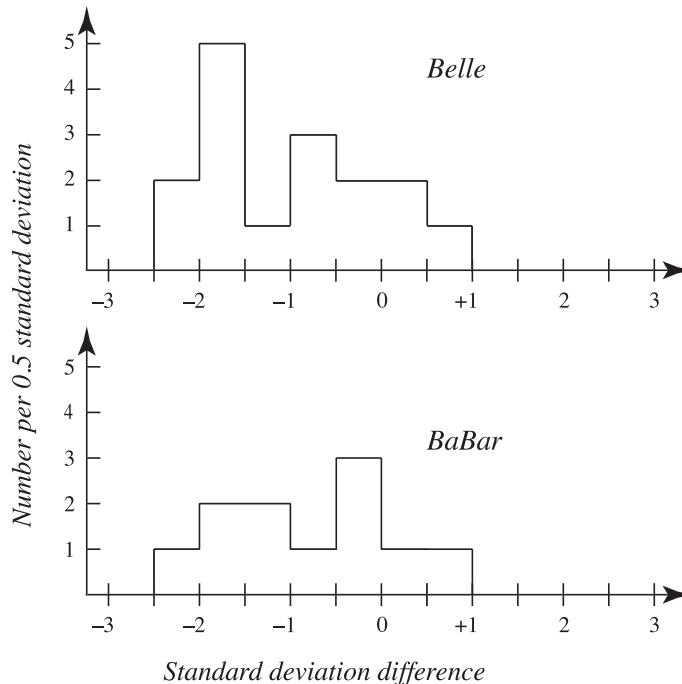 Number per 0.5 standard deviation
5
4
3
2
1
Belle
–3 –2 –1 0 +1 2 3
5
4
3
2
1
BaBar
–3 –2 –1 0 +1 2 3
Standard deviation difference